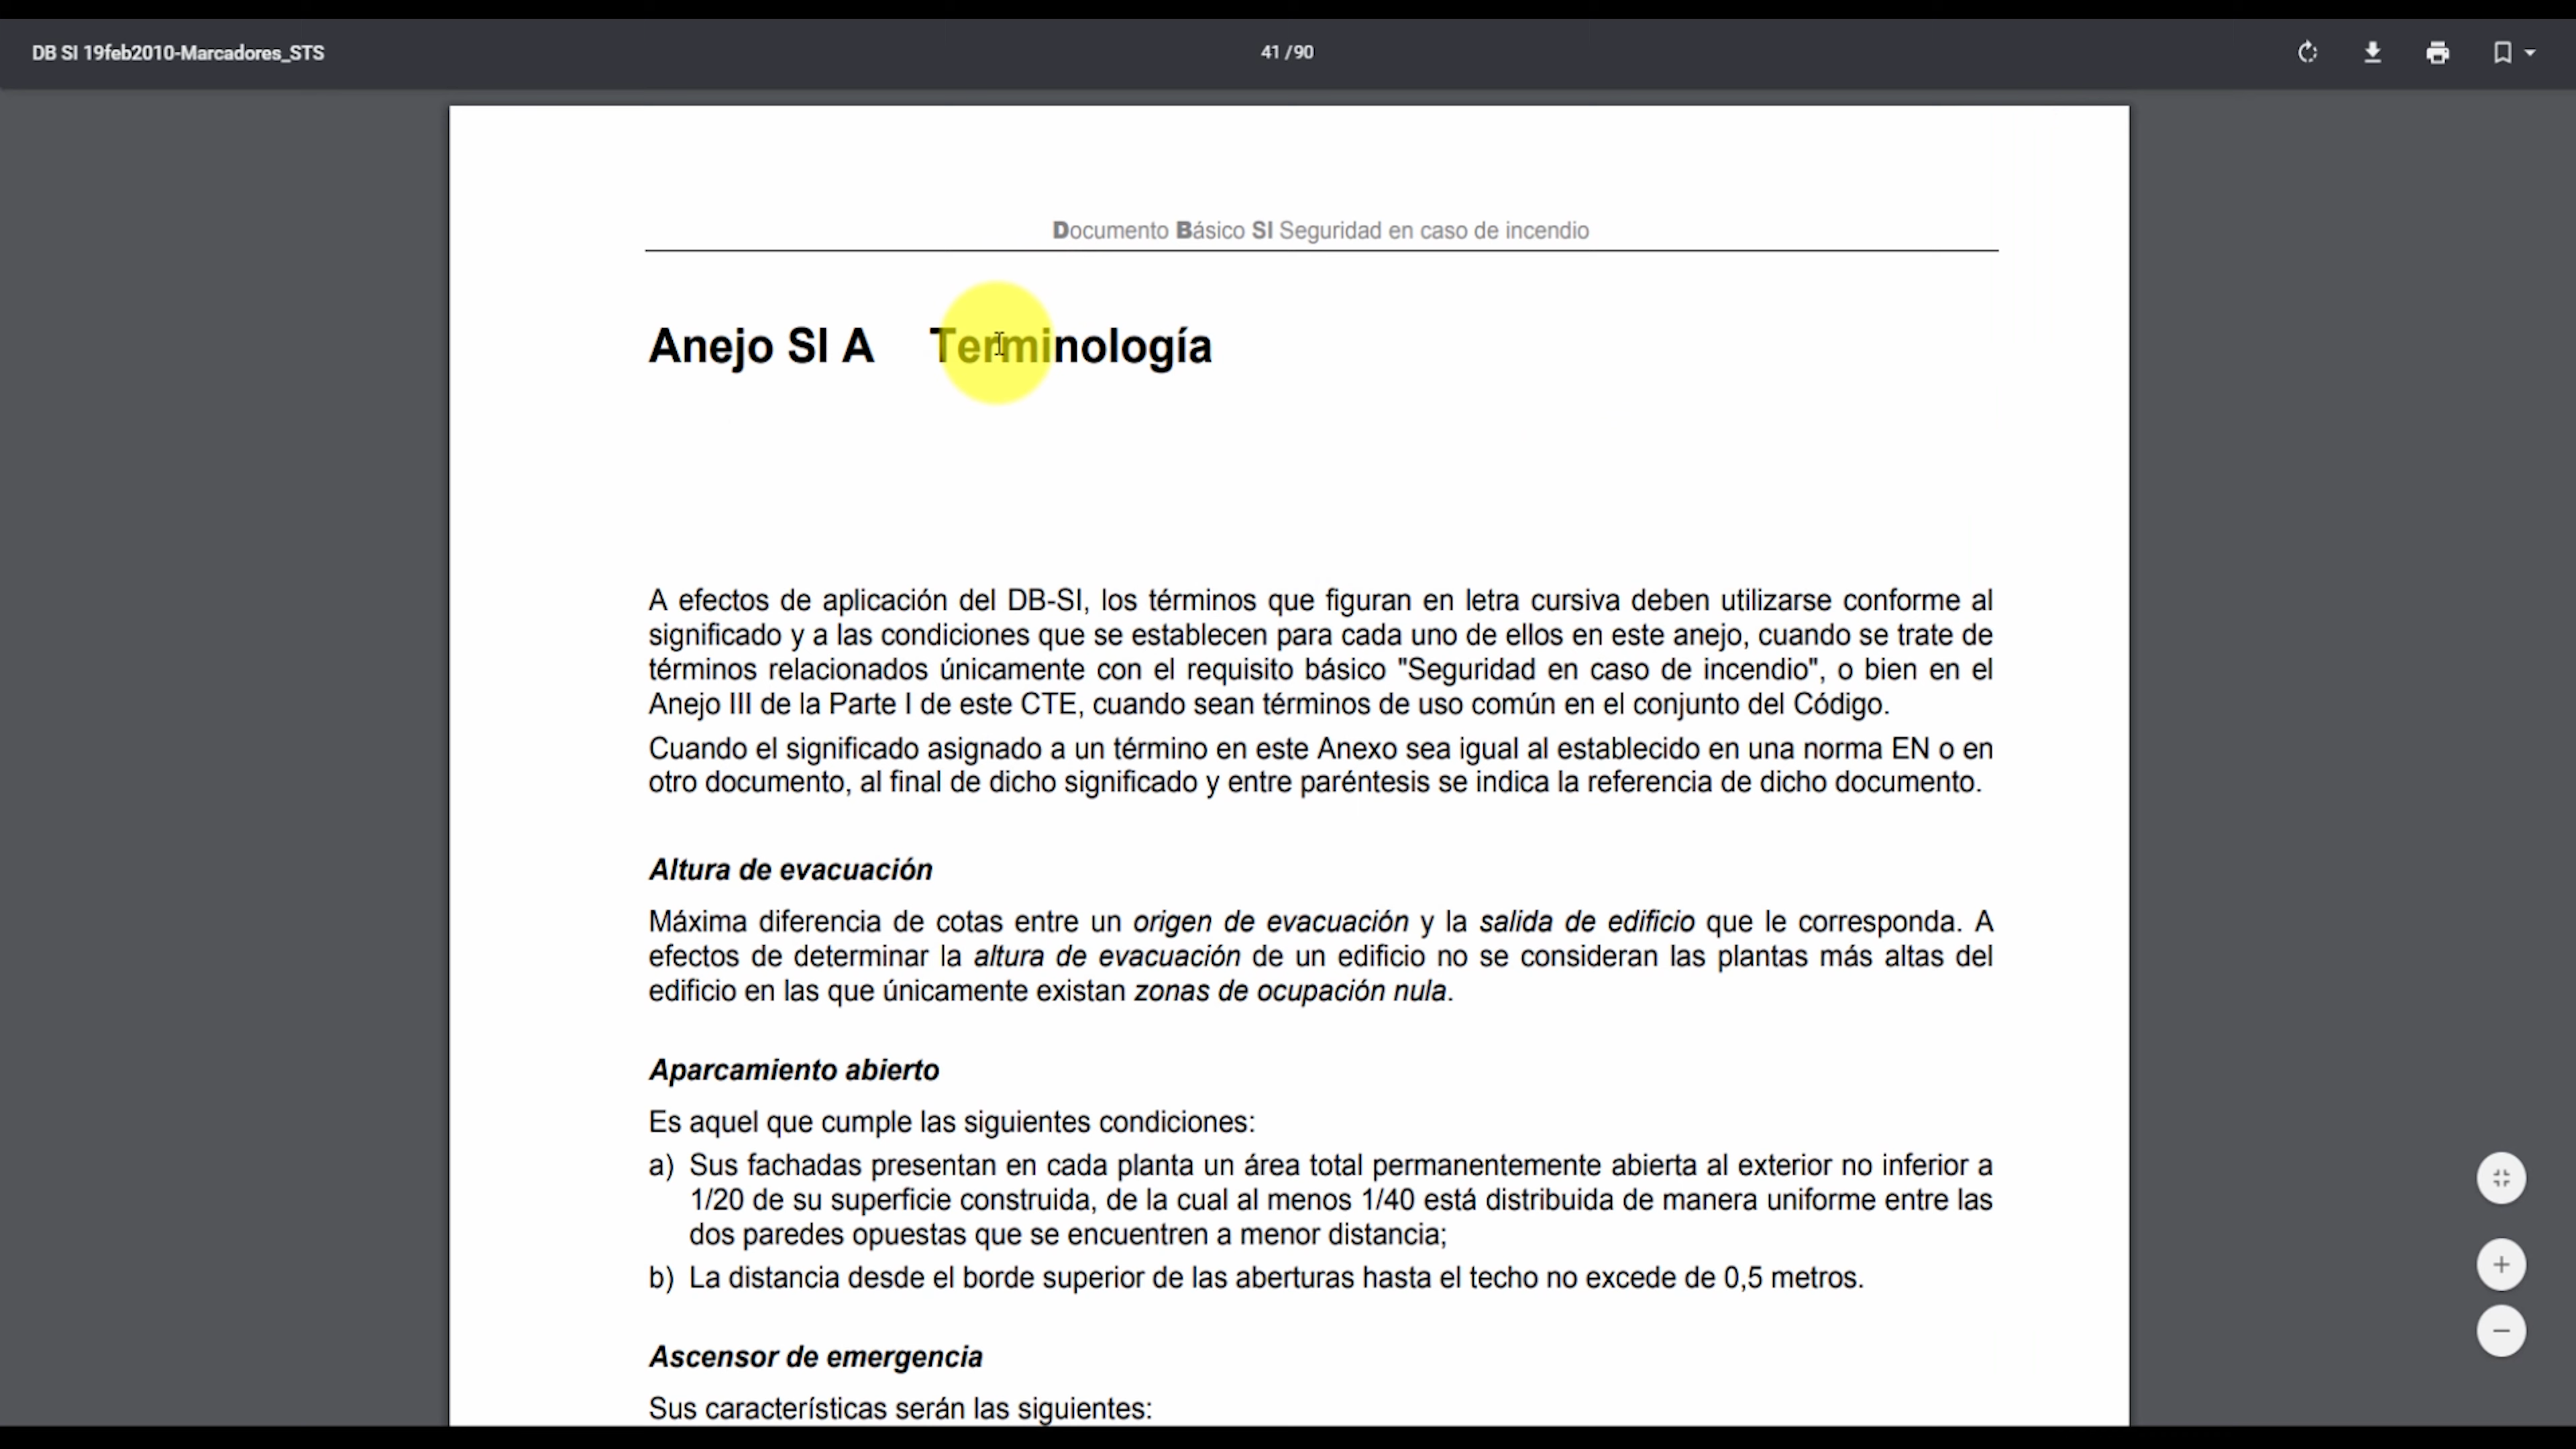 DB SI 19feb2010-Marcadores_STS
41 / 90
Documento Básico SI Seguridad en caso de incendio
Anejo SI A Terminología
A efectos de aplicación del DB-SI, los términos que figuran en letra cursiva deben utilizarse conforme al
significado y a las condiciones que se establecen para cada uno de ellos en este anejo, cuando se trate de
términos relacionados únicamente con el requisito básico "Seguridad en caso de incendio", o bien en el
Anejo III de la Parte I de este CTE, cuando sean términos de uso común en el conjunto del Código.
Cuando el significado asignado a un término en este Anexo sea igual al establecido en una norma EN o en
otro documento, al final de dicho significado y entre paréntesis se indica la referencia de dicho documento.
Altura de evacuación
Máxima diferencia de cotas entre un origen de evacuación y la salida de edificio que le corresponda. A
efectos de determinar la altura de evacuación de un edificio no se consideran las plantas más altas del
edificio en las que únicamente existan zonas de ocupación nula.
Aparcamiento abierto
Es aquel que cumple las siguientes condiciones:
a) Sus fachadas presentan en cada planta un área total permanentemente abierta al exterior no inferior a
1/20 de su superficie construida, de la cual al menos 1/40 está distribuida de manera uniforme entre las
dos paredes opuestas que se encuentren a menor distancia;
b) La distancia desde el borde superior de las aberturas hasta el techo no excede de 0,5 metros.
Ascensor de emergencia
Sus características serán las siguientes: